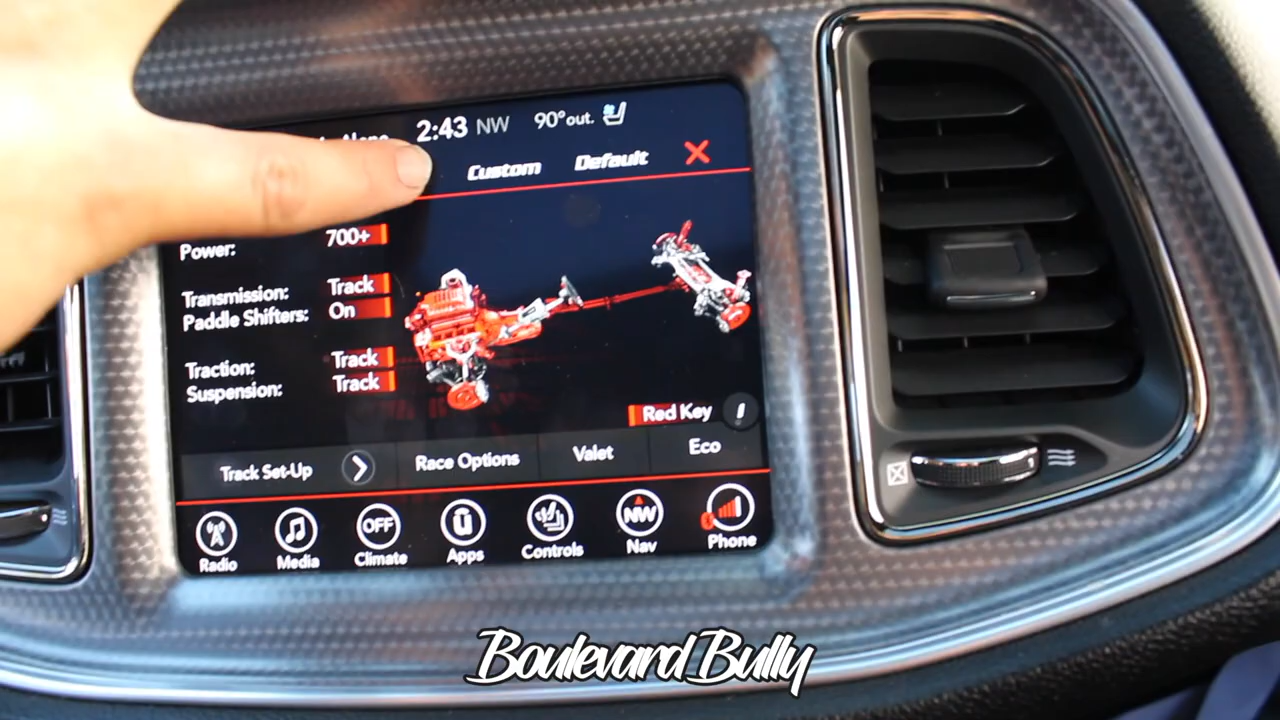 2:43 NW 90° out.
Custom Default X
Power: 700+
Transmission: Track
Paddle Shifters: On
Traction: Track
Suspension: Track
Red Key
Track Set-Up Race Options Valet Eco
OFF NW
Radio Media Climate Apps Controls Nav Phone
Boulevard Bully